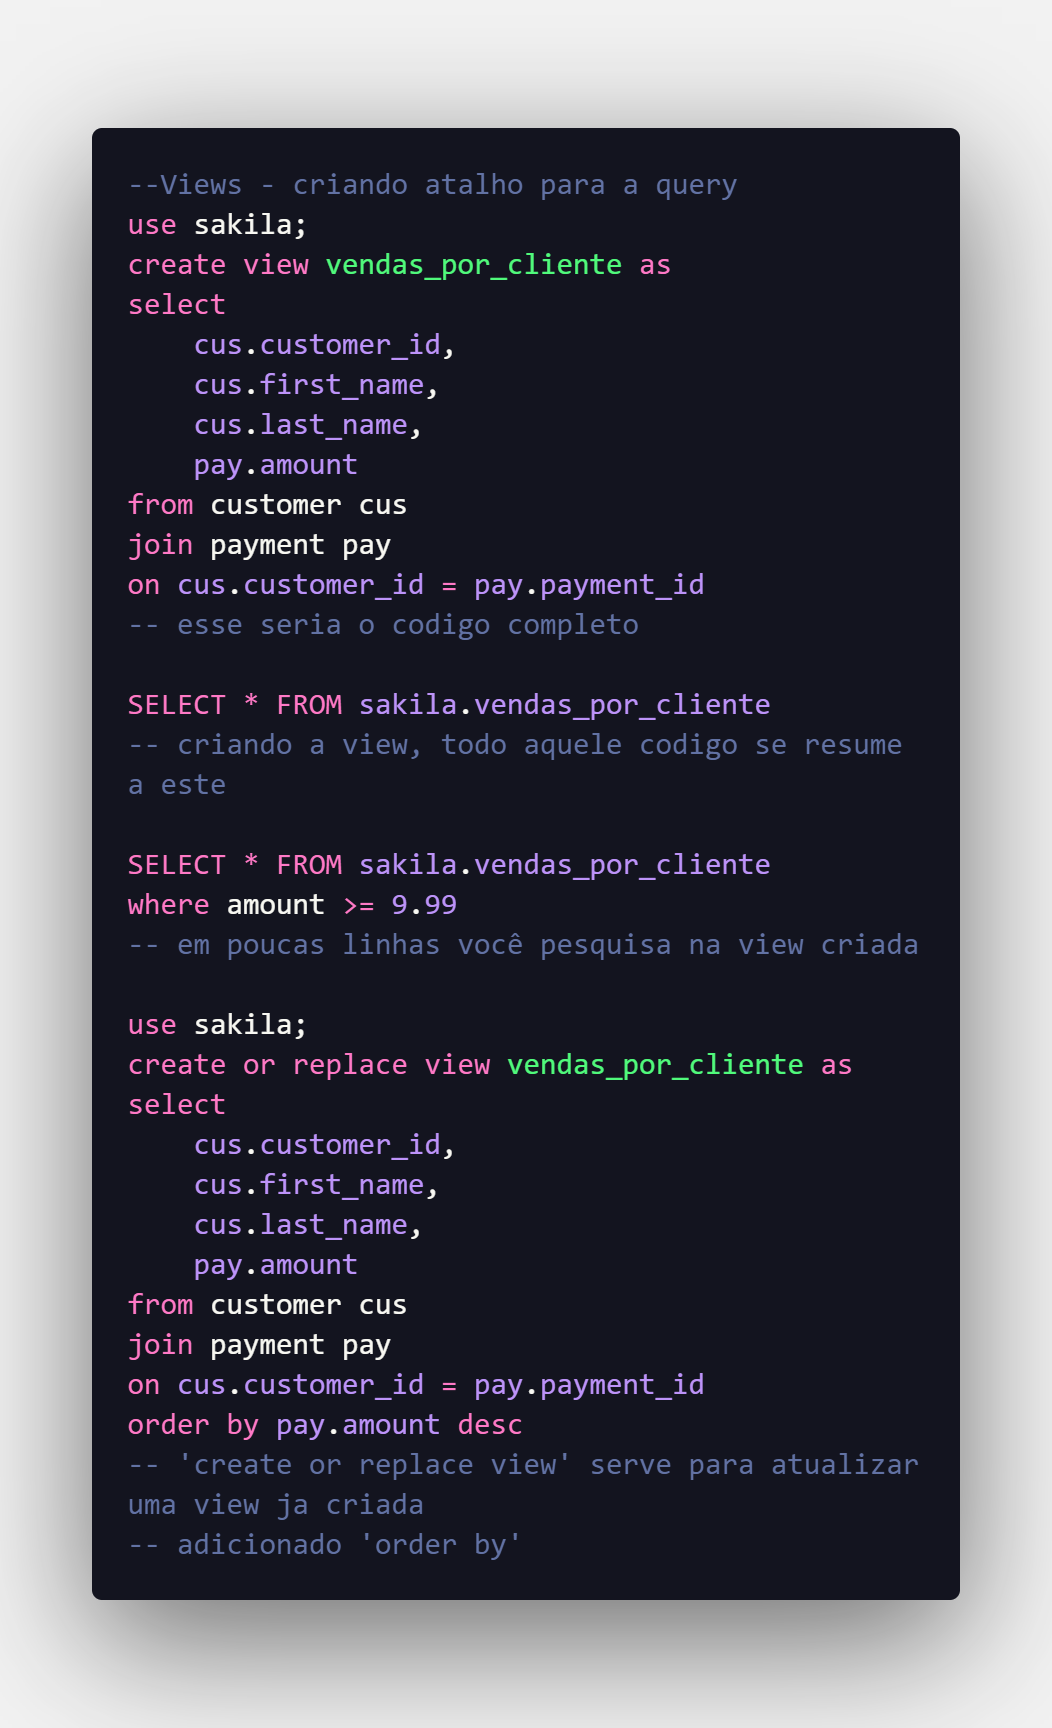 --Views - criando atalho para a query
use sakila;
create view vendas_por_cliente as
select
    cus.customer_id,
    cus.first_name,
    cus.last_name,
    pay.amount
from customer cus
join payment pay
on cus.customer_id = pay.payment_id
-- esse seria o codigo completo

SELECT * FROM sakila.vendas_por_cliente
-- criando a view, todo aquele codigo se resume
a este

SELECT * FROM sakila.vendas_por_cliente
where amount >= 9.99
-- em poucas linhas você pesquisa na view criada

use sakila;
create or replace view vendas_por_cliente as
select
    cus.customer_id,
    cus.first_name,
    cus.last_name,
    pay.amount
from customer cus
join payment pay
on cus.customer_id = pay.payment_id
order by pay.amount desc
-- 'create or replace view' serve para atualizar
uma view ja criada
-- adicionado 'order by'